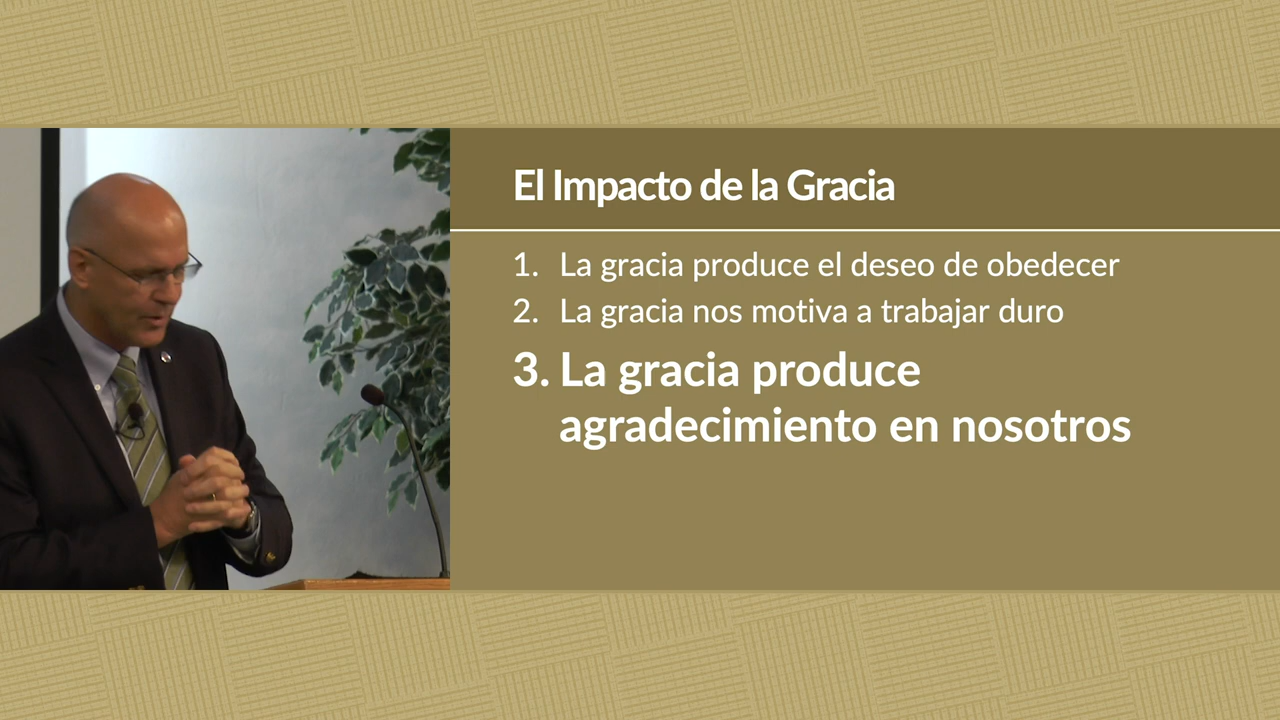 El Impacto de la Gracia
1. La gracia produce el deseo de obedecer
2. La gracia nos motiva a trabajar duro
3. La gracia produce
agradecimiento en nosotros